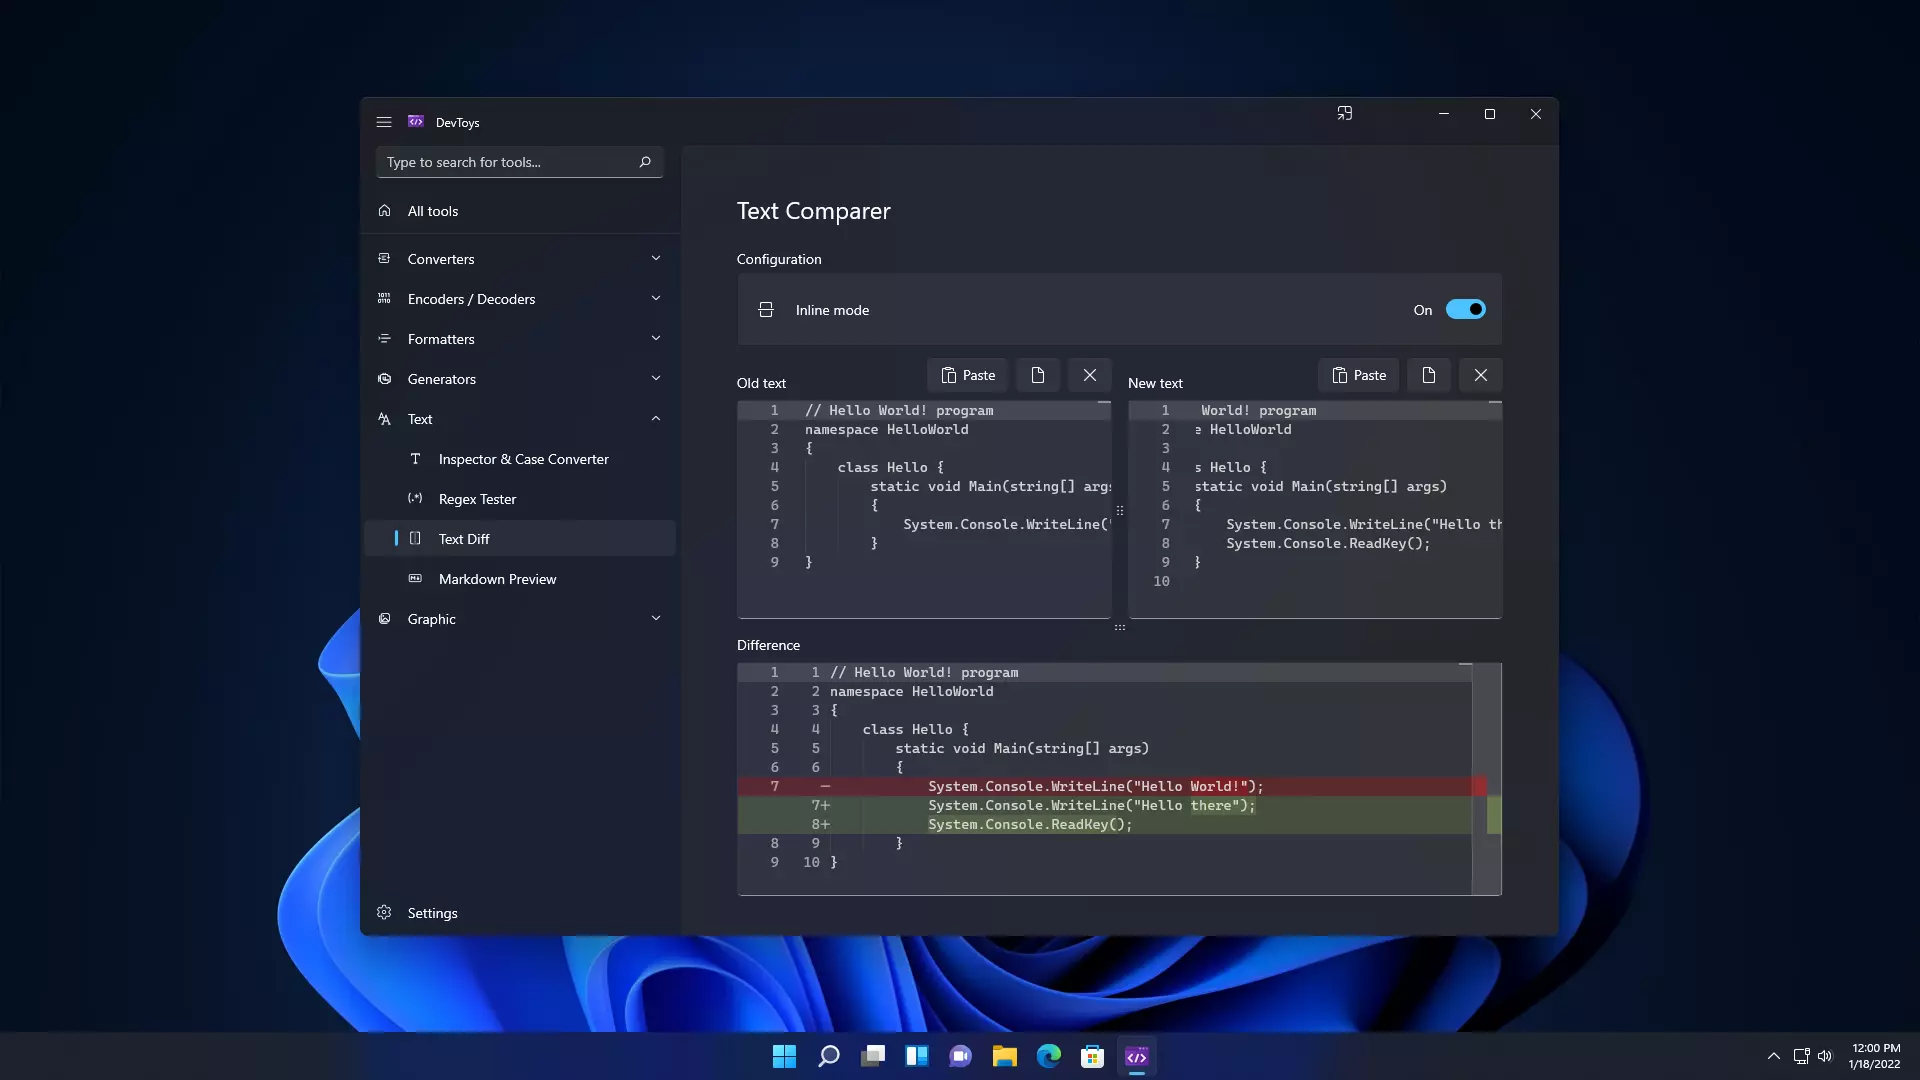 DevToys
Type to search for tools...
All tools
Converters
Encoders / Decoders
Formatters
Generators
Text
Inspector & Case Converter
Regex Tester
Text Diff
Markdown Preview
Graphic
Settings
Text Comparer
Configuration
Inline mode
On
Old text
Paste
1 // Hello World! program
2 namespace HelloWorld
3 {
4 class Hello {
5 static void Main(string[] args
6 {
7 System.Console.WriteLine("
8 }
9 }
New text
Paste
1 World! program
2 e HelloWorld
3
4 s Hello {
5 static void Main(string[] args)
6 {
7 System.Console.WriteLine("Hello th
8 System.Console.ReadKey();
9 }
10
Difference
1 1 // Hello World! program
2 2 namespace HelloWorld
3 3 {
4 4 class Hello {
5 5 static void Main(string[] args)
6 6 {
7 — System.Console.WriteLine("Hello World!");
7+ System.Console.WriteLine("Hello there");
8+ System.Console.ReadKey();
8 9 }
9 10 }
12:00 PM
1/18/2022